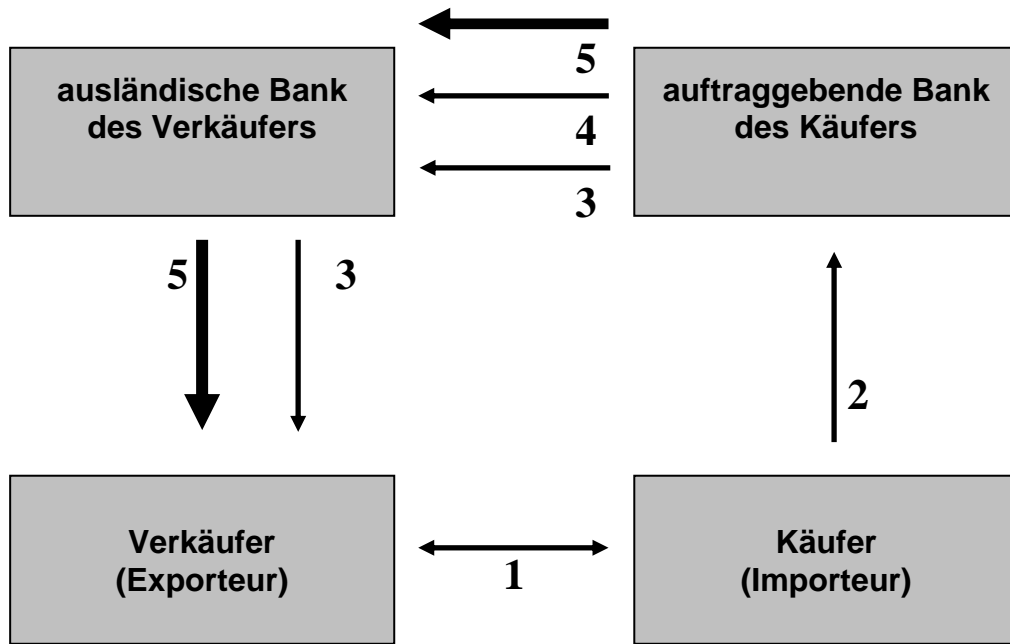 5
ausländische Bank
des Verkäufers
auftraggebende Bank
des Käufers
4
3
5
3
2
Verkäufer
(Exporteur)
1
Käufer
(Importeur)